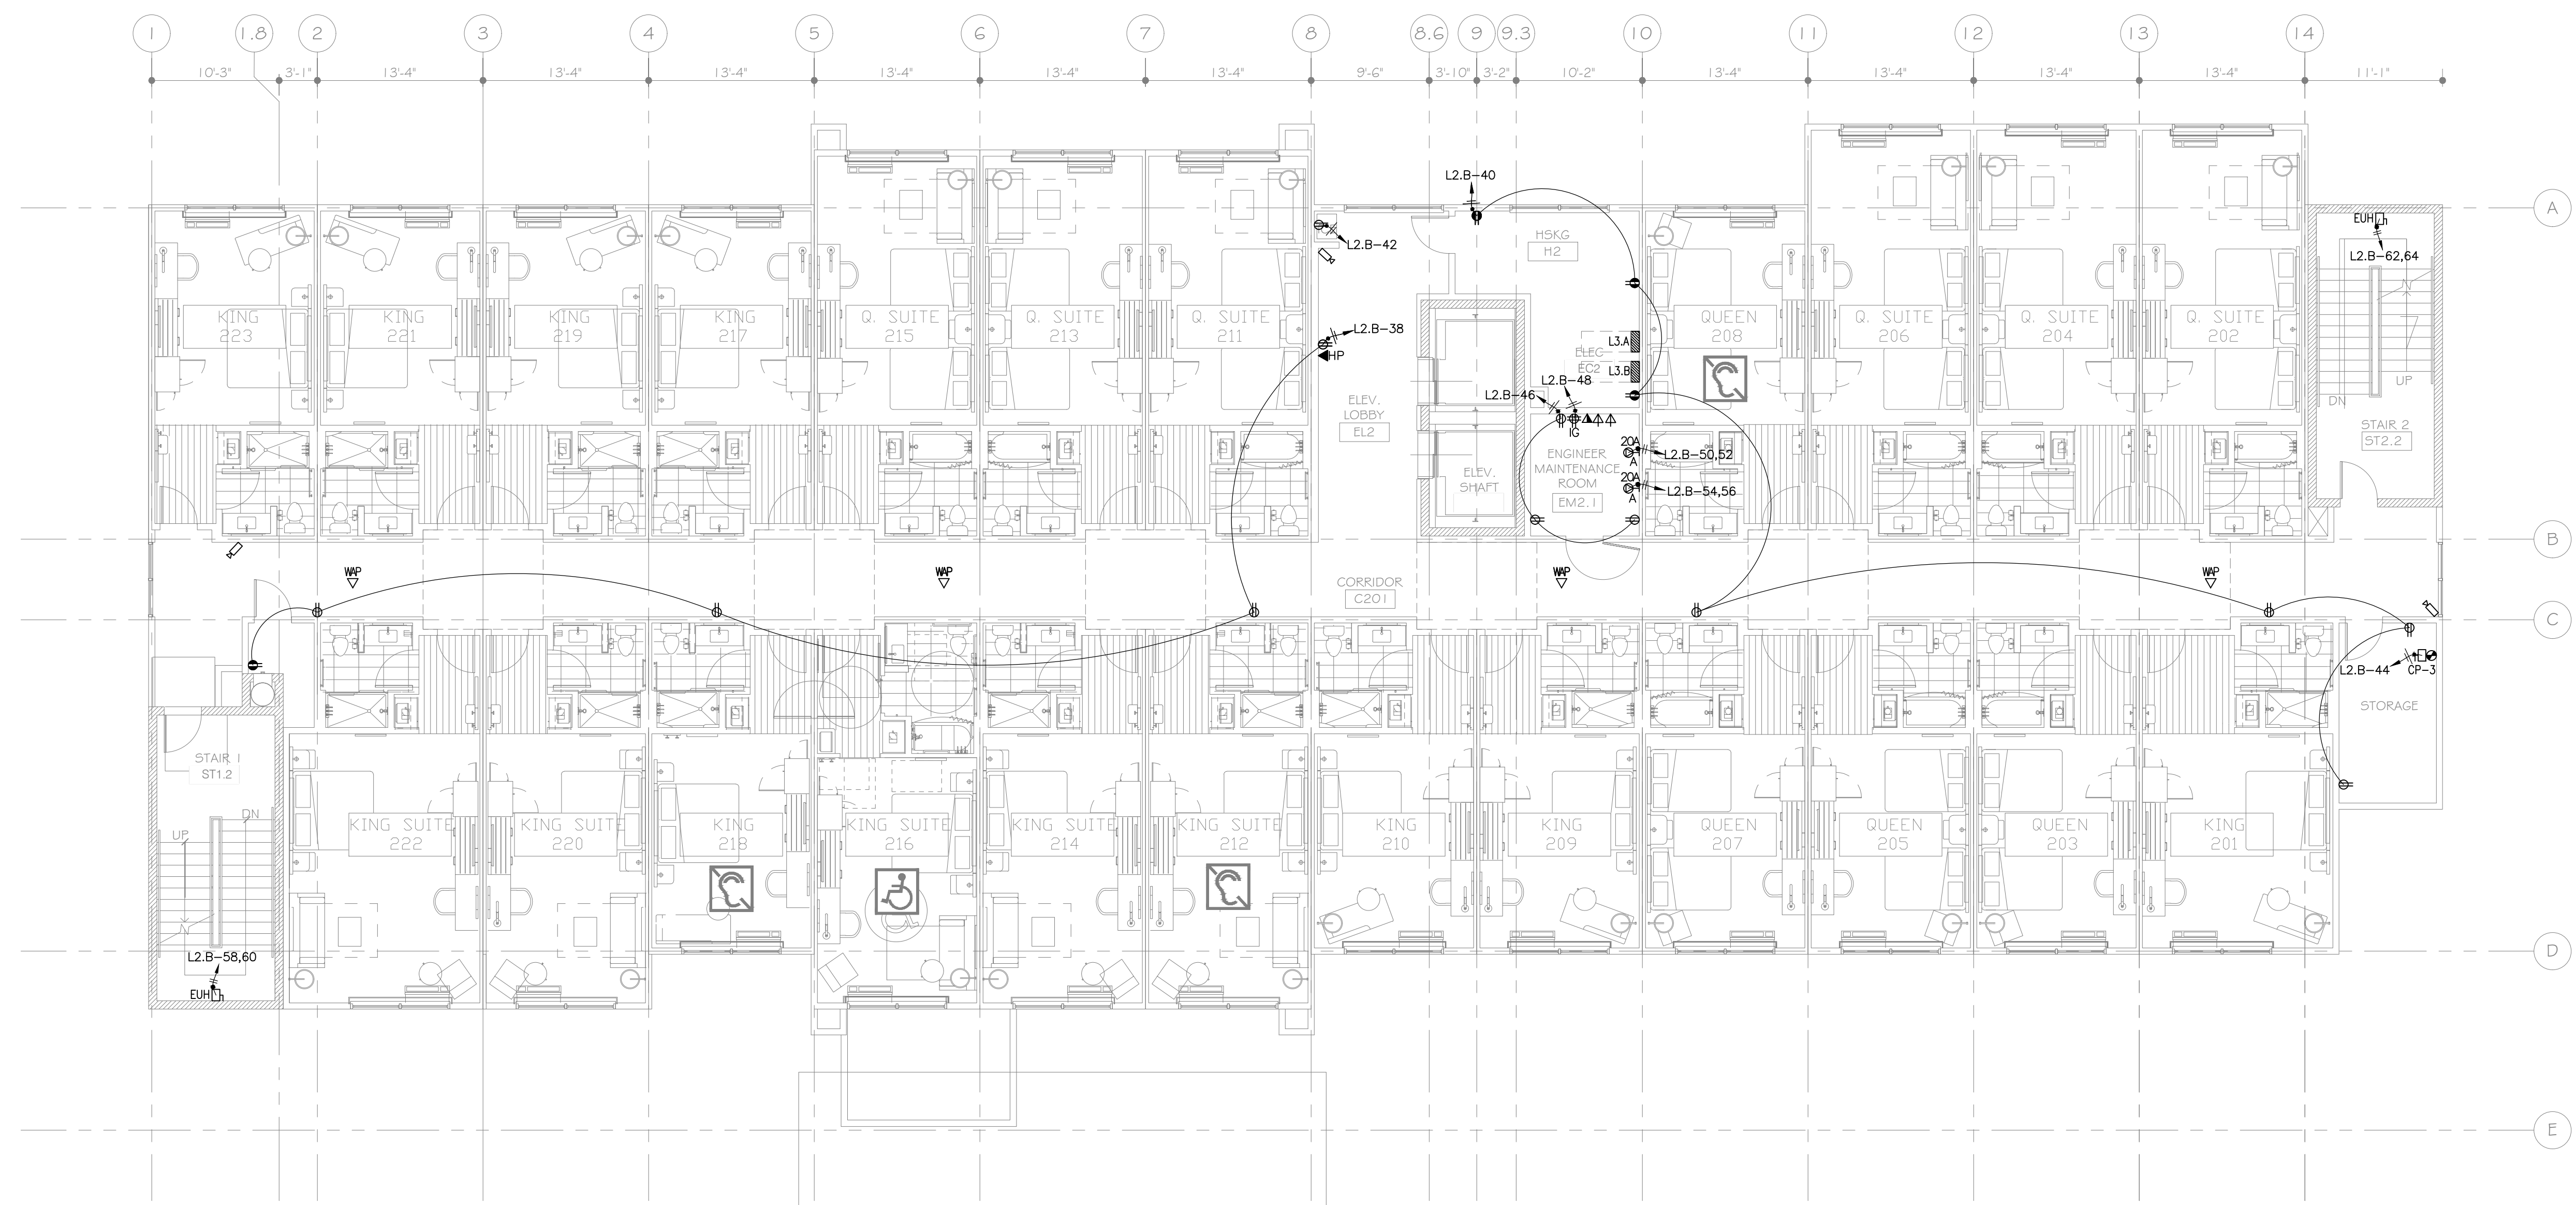 1 1.8 2 3 4 5 6 7 8 8.6 9 9.3 10 11 12 13 14
10'-3" 3'-1" 13'-4" 13'-4" 13'-4" 13'-4" 13'-4" 13'-4" 9'-6" 3'-10" 3'-2" 10'-2" 13'-4" 13'-4" 13'-4" 13'-4" 11'-1"
L2.B-40
A
EUH
HSKG
H2
L2.B-42
L2.B-62,64
KING
223
KING
221
KING
219
KING
217
Q. SUITE
215
Q. SUITE
213
Q. SUITE
211
L2.B-38
HP
L3.A
ELEC
EC2
L3.B
QUEEN
208
Q. SUITE
206
Q. SUITE
204
Q. SUITE
202
UP
DN
L2.B-48
L2.B-46
IG
ELEV.
LOBBY
EL2
STAIR 2
ST2.2
20A
A
L2.B-50,52
ELEV.
SHAFT
ENGINEER
MAINTENANCE
ROOM
EM2.1
20A
A
L2.B-54,56
B
WAP
WAP
WAP
WAP
CORRIDOR
C201
C
L2.B-44
CP-3
STORAGE
STAIR 1
ST1.2
UP
DN
KING SUITE
222
KING SUITE
220
KING
218
KING SUITE
216
KING SUITE
214
KING SUITE
212
KING
210
KING
209
QUEEN
207
QUEEN
205
QUEEN
203
KING
201
L2.B-58,60
EUH
D
E